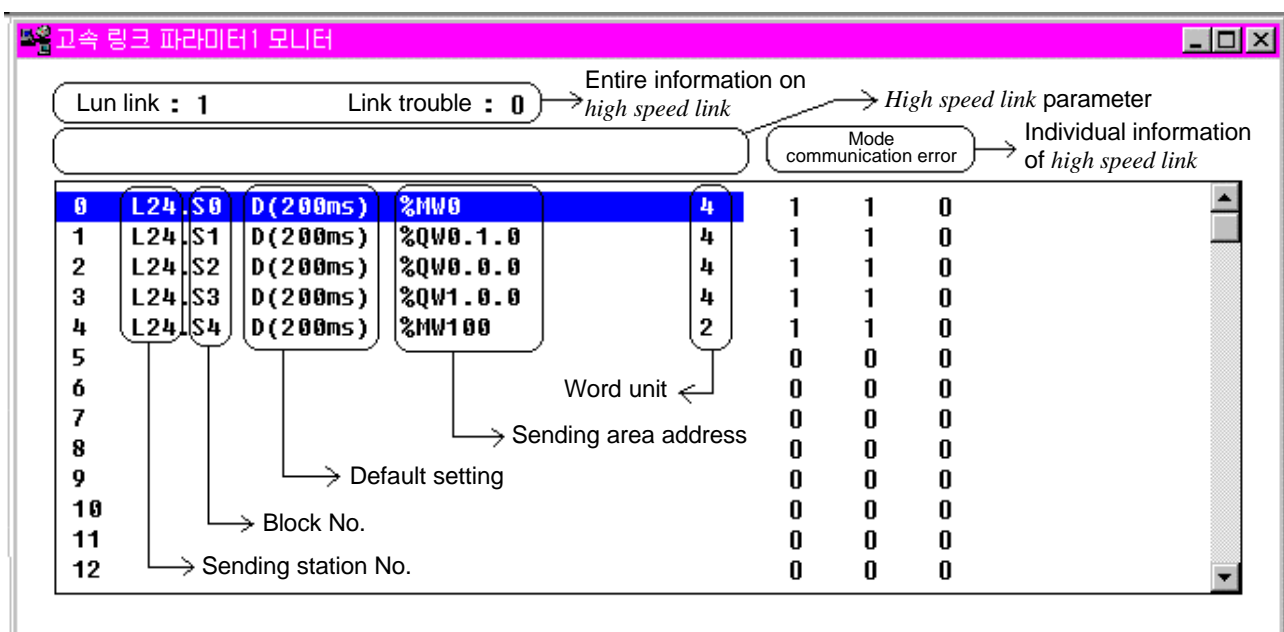 고속 링크 파라미터1 모니터
Lun link : 1 Link trouble : 0
Entire information on
high speed link
High speed link parameter
Mode
communication error
Individual information
of high speed link
0 L24.S0 D(200ms) %MW0 4 1 1 0
1 L24.S1 D(200ms) %QW0.1.0 4 1 1 0
2 L24.S2 D(200ms) %QW0.0.0 4 1 1 0
3 L24.S3 D(200ms) %QW1.0.0 4 1 1 0
4 L24.S4 D(200ms) %MW100 2 1 1 0
5 0 0 0
6 Word unit 0 0 0
7 0 0 0
Sending area address
8 0 0 0
9 Default setting 0 0 0
10 0 0 0
Block No.
11 0 0 0
12 Sending station No. 0 0 0